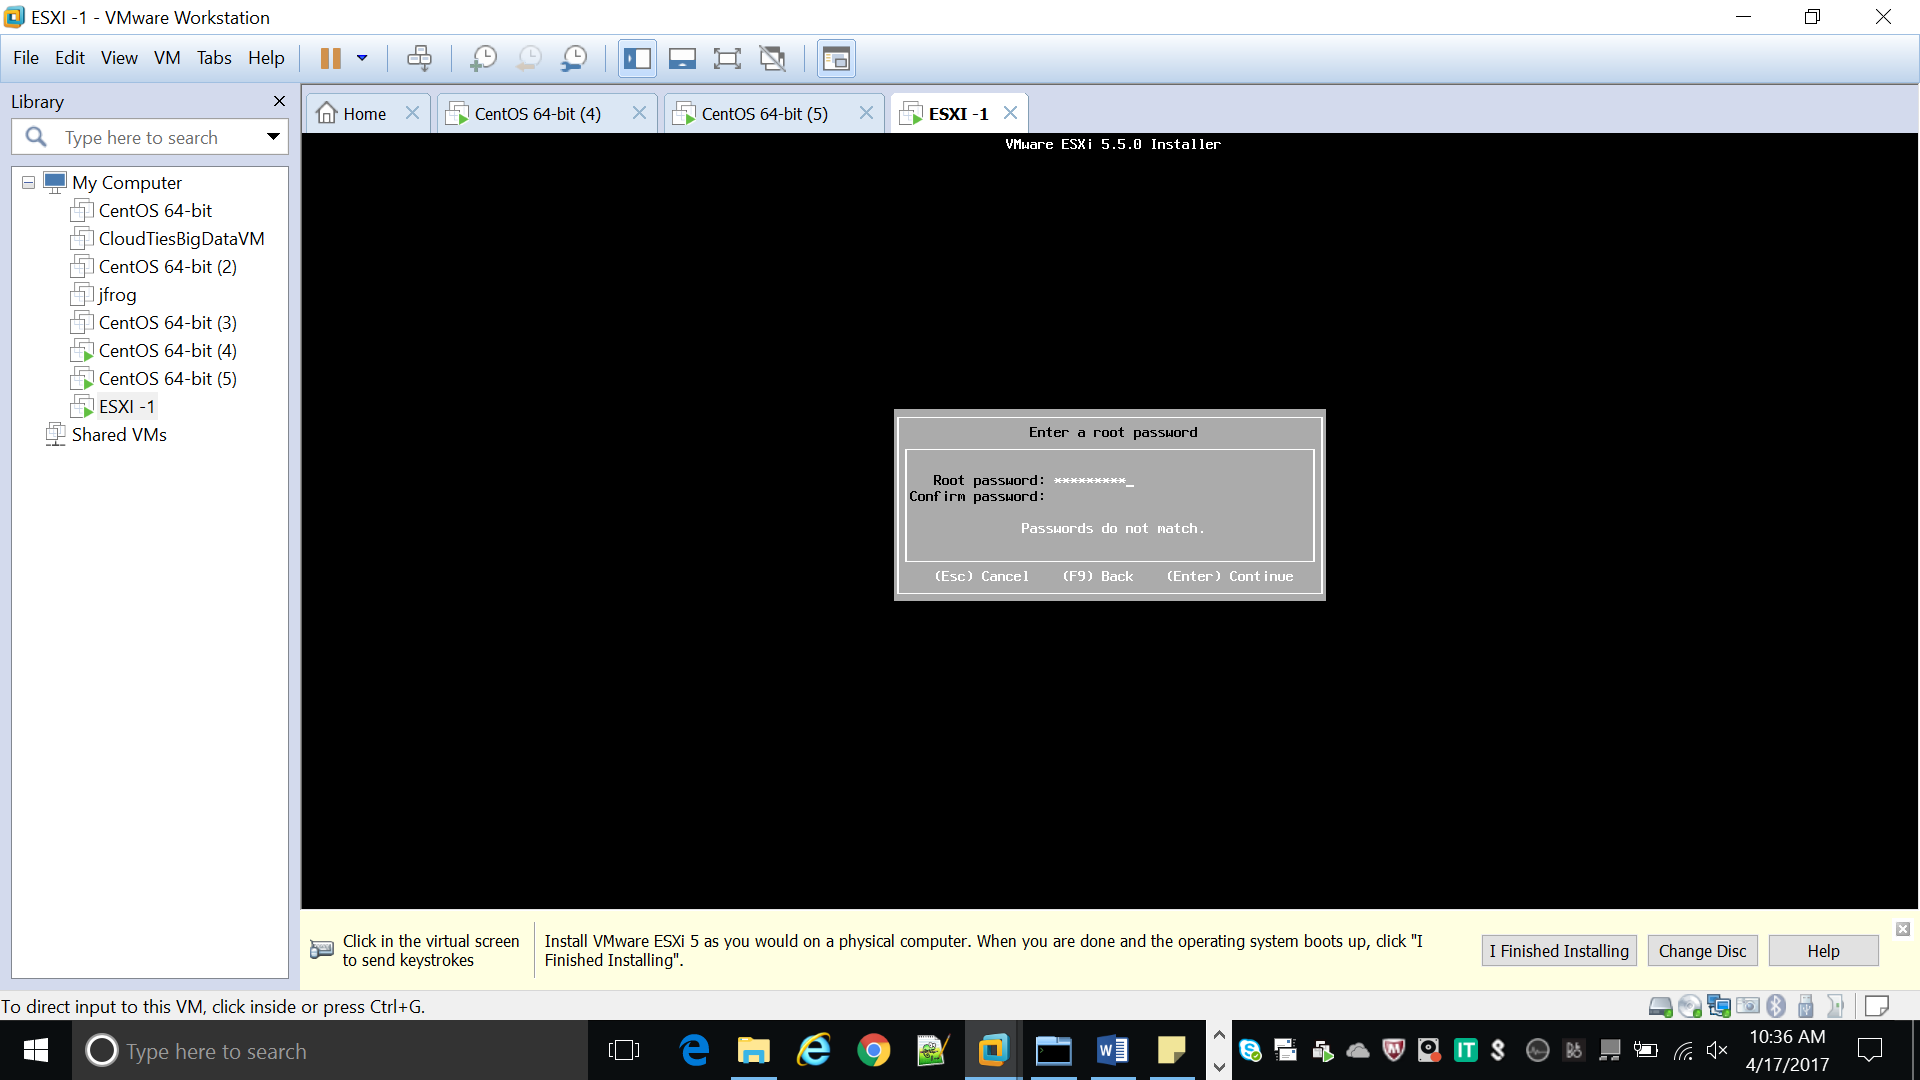 ESXI -1 - VMware Workstation
File Edit View VM Tabs Help
Library
Type here to search
My Computer
CentOS 64-bit
CloudTiesBigDataVM
CentOS 64-bit (2)
jfrog
CentOS 64-bit (3)
CentOS 64-bit (4)
CentOS 64-bit (5)
ESXI -1
Shared VMs
Home CentOS 64-bit (4) CentOS 64-bit (5) ESXI -1
VMware ESXi 5.5.0 Installer
Enter a root password
Root password: *********_
Confirm password:
Passwords do not match.
(Esc) Cancel (F9) Back (Enter) Continue
Click in the virtual screen
to send keystrokes
Install VMware ESXi 5 as you would on a physical computer. When you are done and the operating system boots up, click "I
Finished Installing".
I Finished Installing Change Disc Help
To direct input to this VM, click inside or press Ctrl+G.
Type here to search
10:36 AM
4/17/2017